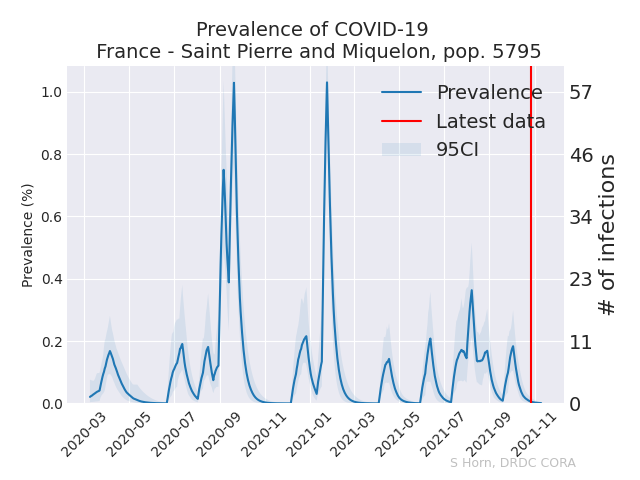 Prevalence of COVID-19
France - Saint Pierre and Miquelon, pop. 5795
Prevalence
Latest data
95CI
1.0
0.8
0.6
0.4
0.2
0.0
Prevalence (%)
57
46
34
23
11
0
# of infections
2020-03
2020-05
2020-07
2020-09
2020-11
2021-01
2021-03
2021-05
2021-07
2021-09
2021-11
S Horn, DRDC CORA